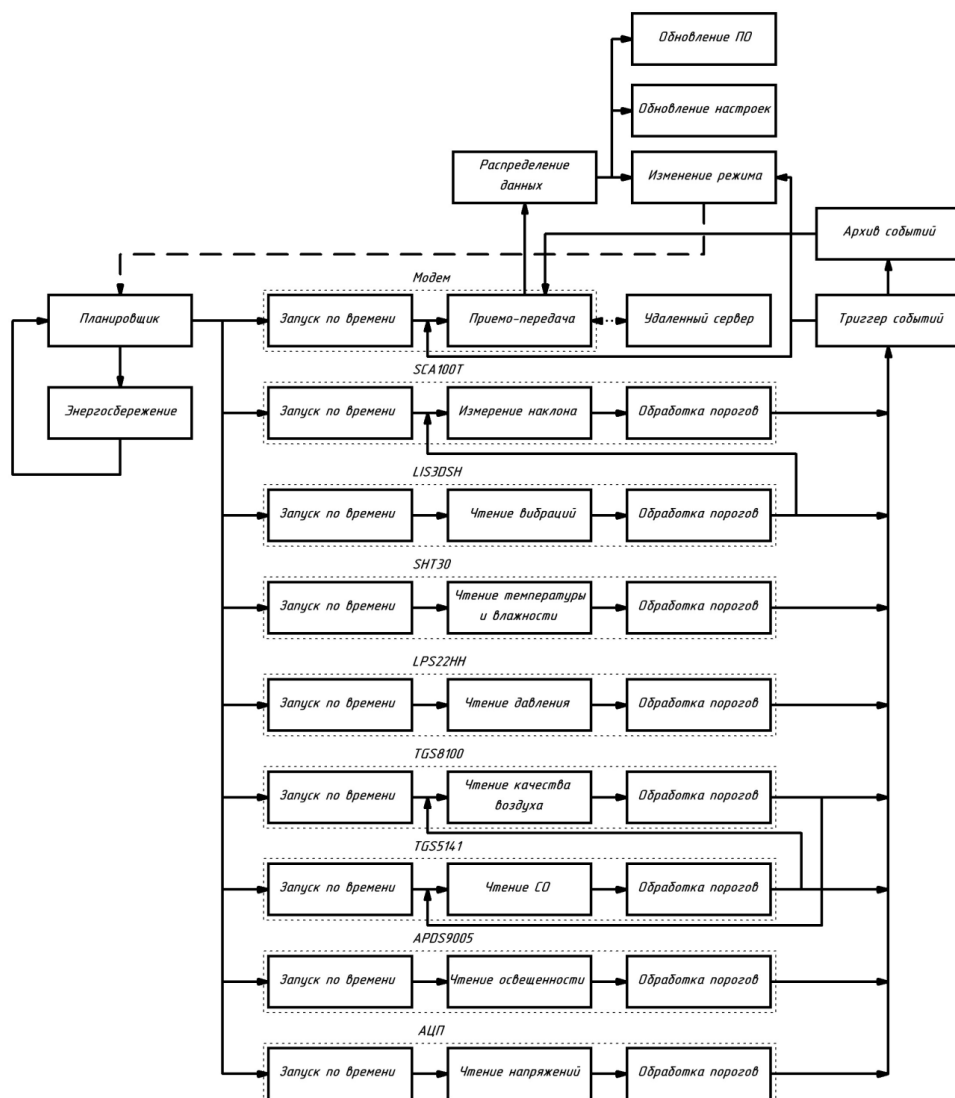 Обновление ПО
Обновление настроек
Распределение
данных
Изменение режима
Архив событий
Модем
Планировщик
Запуск по времени
Приемо-передача
Удаленный сервер
Триггер событий
SCA100T
Энергосбережение
Запуск по времени
Измерение наклона
Обработка порогов
LIS3DSH
Запуск по времени
Чтение вибраций
Обработка порогов
SHT30
Запуск по времени
Чтение температуры
и влажности
Обработка порогов
LPS22HH
Запуск по времени
Чтение давления
Обработка порогов
TGS8100
Запуск по времени
Чтение качества
воздуха
Обработка порогов
TGS5141
Запуск по времени
Чтение CO
Обработка порогов
APDS9005
Запуск по времени
Чтение освещенности
Обработка порогов
АЦП
Запуск по времени
Чтение напряжений
Обработка порогов